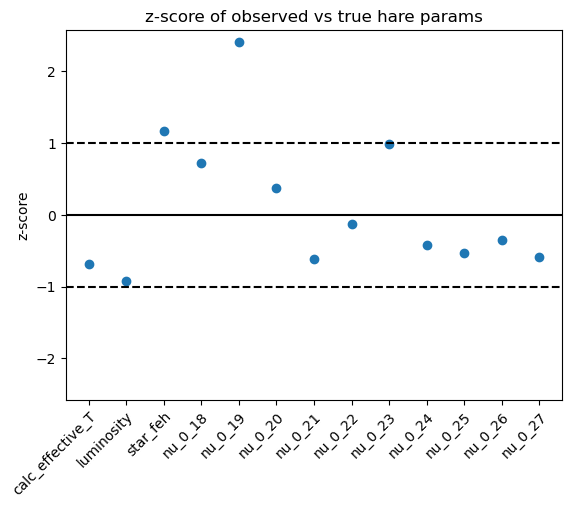 z-score of observed vs true hare params
z-score
2
1
0
−1
−2
calc_effective_T
luminosity
star_feh
nu_0_18
nu_0_19
nu_0_20
nu_0_21
nu_0_22
nu_0_23
nu_0_24
nu_0_25
nu_0_26
nu_0_27